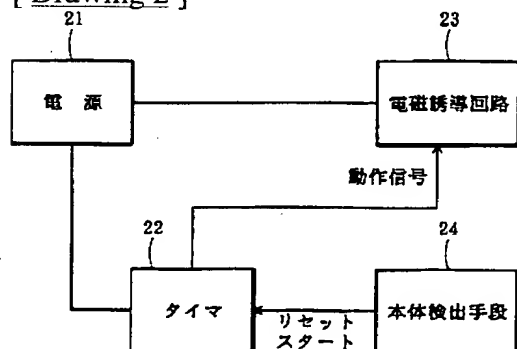 [ Drawing 2 ]
21
23
電源
電磁誘導回路
動作信号
22
24
タイマ
本体検出手段
リセット
スタート